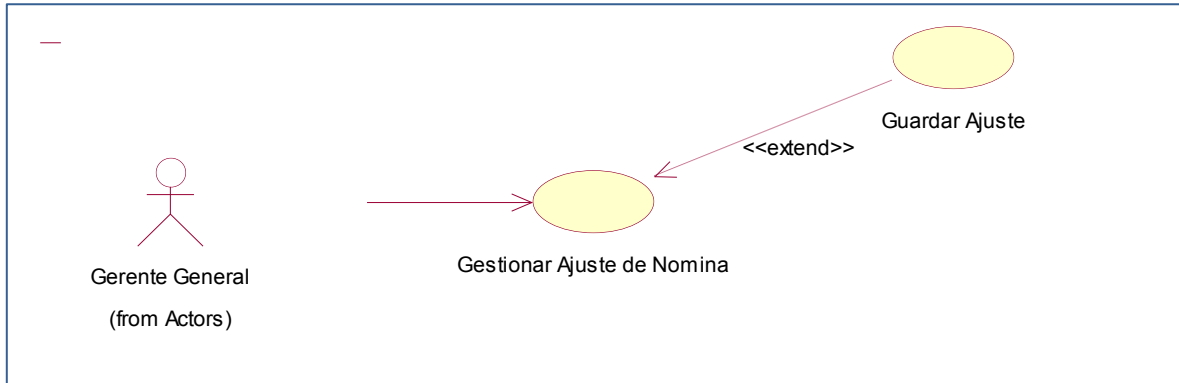 Guardar Ajuste
<<extend>>
Gestionar Ajuste de Nomina
Gerente General
(from Actors)